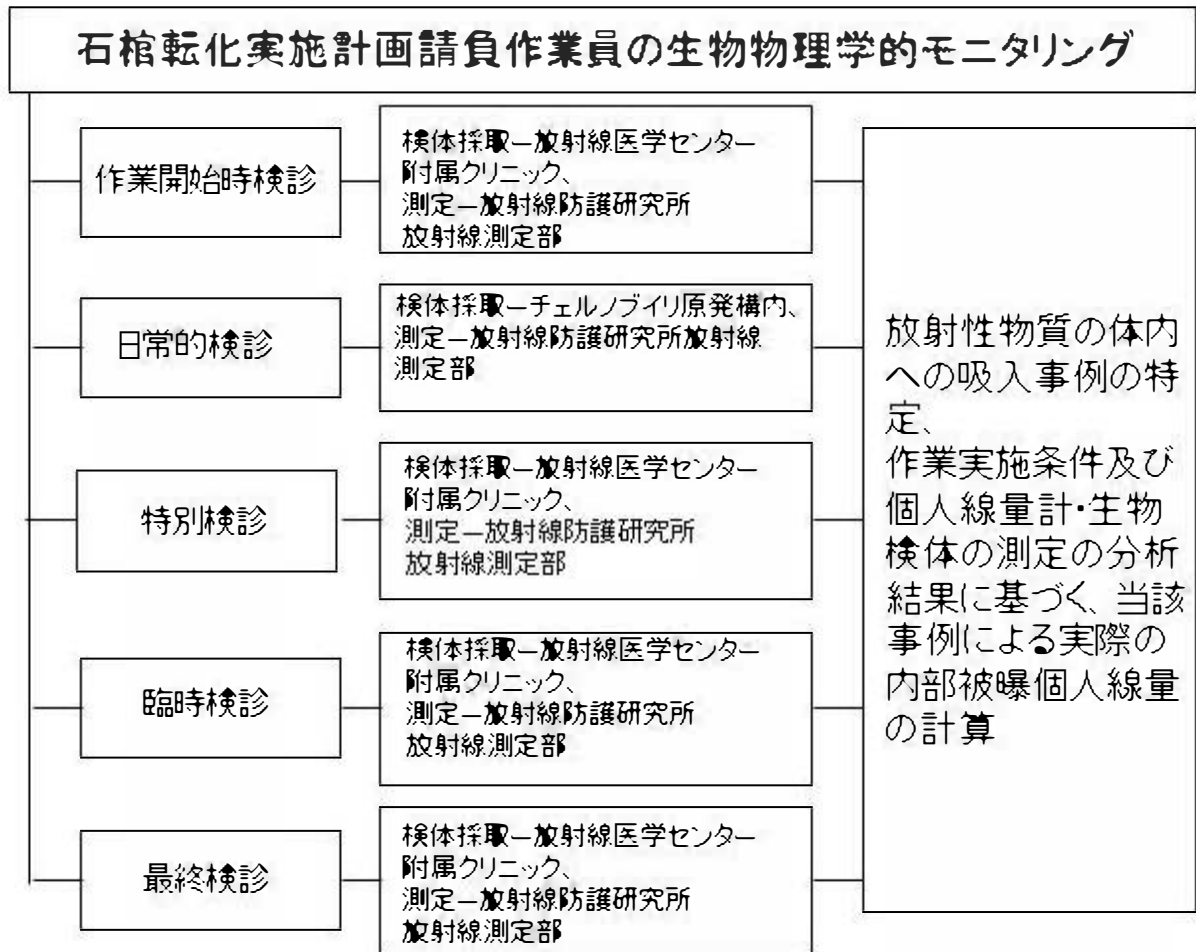 石棺転化実施計画請負作業員の生物物理学的モニタリング
作業開始時検診
検体採取―放射線医学センター
附属クリニック、
測定―放射線防護研究所
放射線測定部
日常的検診
検体採取―チェルノブイリ原発構内、
測定―放射線防護研究所放射線
測定部
特別検診
検体採取―放射線医学センター
附属クリニック、
測定―放射線防護研究所
放射線測定部
臨時検診
検体採取―放射線医学センター
附属クリニック、
測定―放射線防護研究所
放射線測定部
最終検診
検体採取―放射線医学センター
附属クリニック、
測定―放射線防護研究所
放射線測定部
放射性物質の体内
への吸入事例の特
定、
作業実施条件及び
個人線量計・生物
検体の測定の分析
結果に基づく、当該
事例による実際の
内部被曝個人線量
の計算